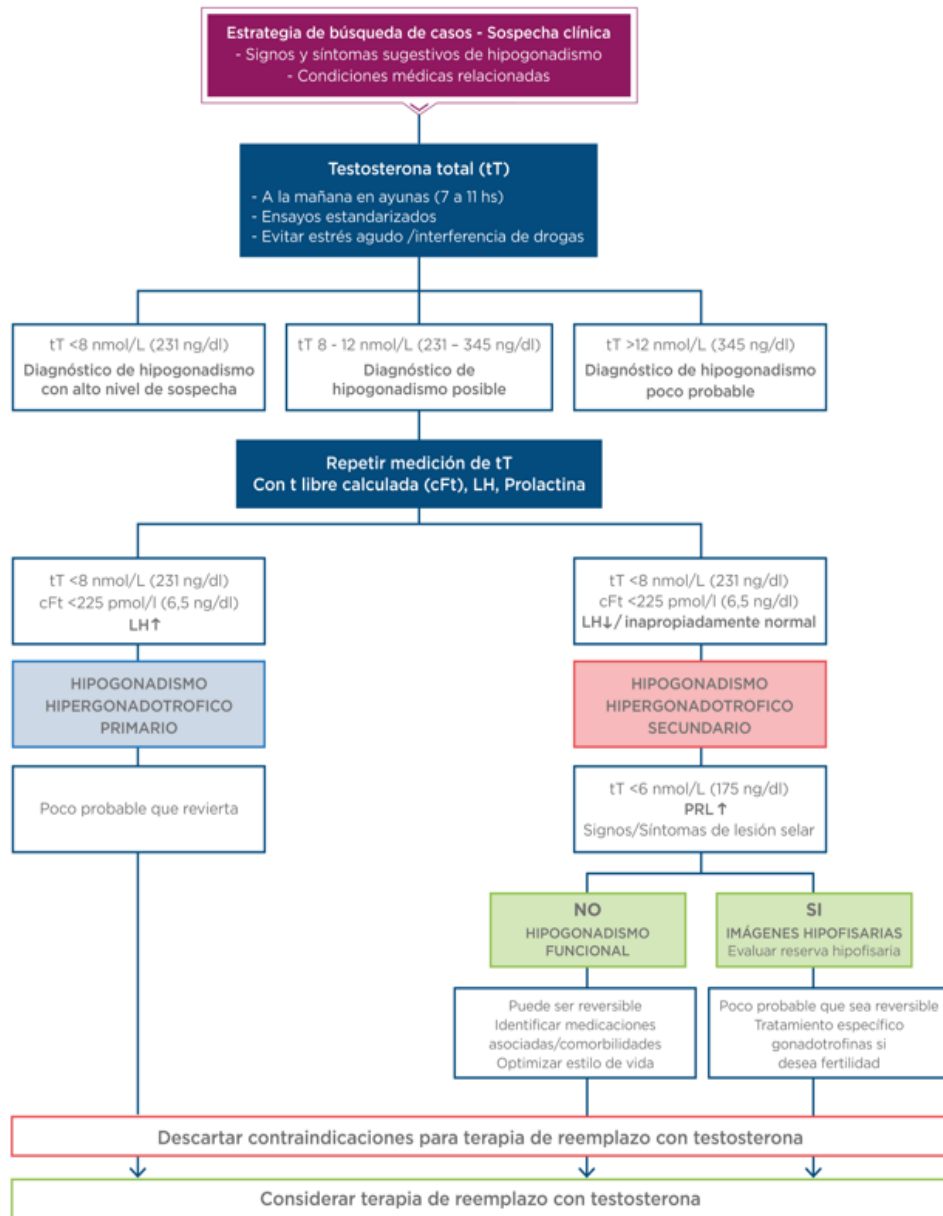 Estrategia de búsqueda de casos - Sospecha clínica
- Signos y síntomas sugestivos de hipogonadismo
- Condiciones médicas relacionadas
Testosterona total (tT)
- A la mañana en ayunas (7 a 11 hs)
- Ensayos estandarizados
- Evitar estrés agudo /interferencia de drogas
tT <8 nmol/L (231 ng/dl)
Diagnóstico de hipogonadismo
con alto nivel de sospecha
tT 8 - 12 nmol/L (231 – 345 ng/dl)
Diagnóstico de
hipogonadismo posible
tT >12 nmol/L (345 ng/dl)
Diagnóstico de hipogonadismo
poco probable
Repetir medición de tT
Con t libre calculada (cFt), LH, Prolactina
tT <8 nmol/L (231 ng/dl)
cFt <225 pmol/l (6,5 ng/dl)
LH↑
HIPOGONADISMO
HIPERGONADOTROFICO
PRIMARIO
Poco probable que revierta
tT <8 nmol/L (231 ng/dl)
cFt <225 pmol/l (6,5 ng/dl)
LH↓/ inapropiadamente normal
HIPOGONADISMO
HIPERGONADOTROFICO
SECUNDARIO
tT <6 nmol/L (175 ng/dl)
PRL ↑
Signos/Síntomas de lesión selar
NO
HIPOGONADISMO
FUNCIONAL
Puede ser reversible
Identificar medicaciones
asociadas/comorbilidades
Optimizar estilo de vida
SI
IMÁGENES HIPOFISARIAS
Evaluar reserva hipofisaria
Poco probable que sea reversible
Tratamiento específico
gonadotrofinas si
desea fertilidad
Descartar contraindicaciones para terapia de reemplazo con testosterona
Considerar terapia de reemplazo con testosterona